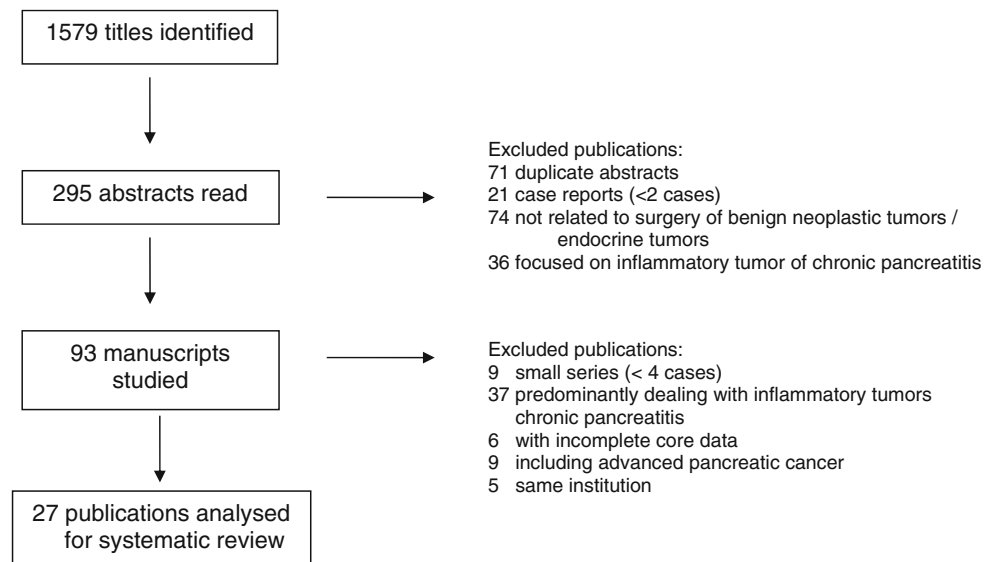 1579 titles identified
295 abstracts read
Excluded publications:
71 duplicate abstracts
21 case reports (<2 cases)
74 not related to surgery of benign neoplastic tumors /
endocrine tumors
36 focused on inflammatory tumor of chronic pancreatitis
93 manuscripts
studied
Excluded publications:
9 small series (< 4 cases)
37 predominantly dealing with inflammatory tumors
chronic pancreatitis
6 with incomplete core data
9 including advanced pancreatic cancer
5 same institution
27 publications analysed
for systematic review